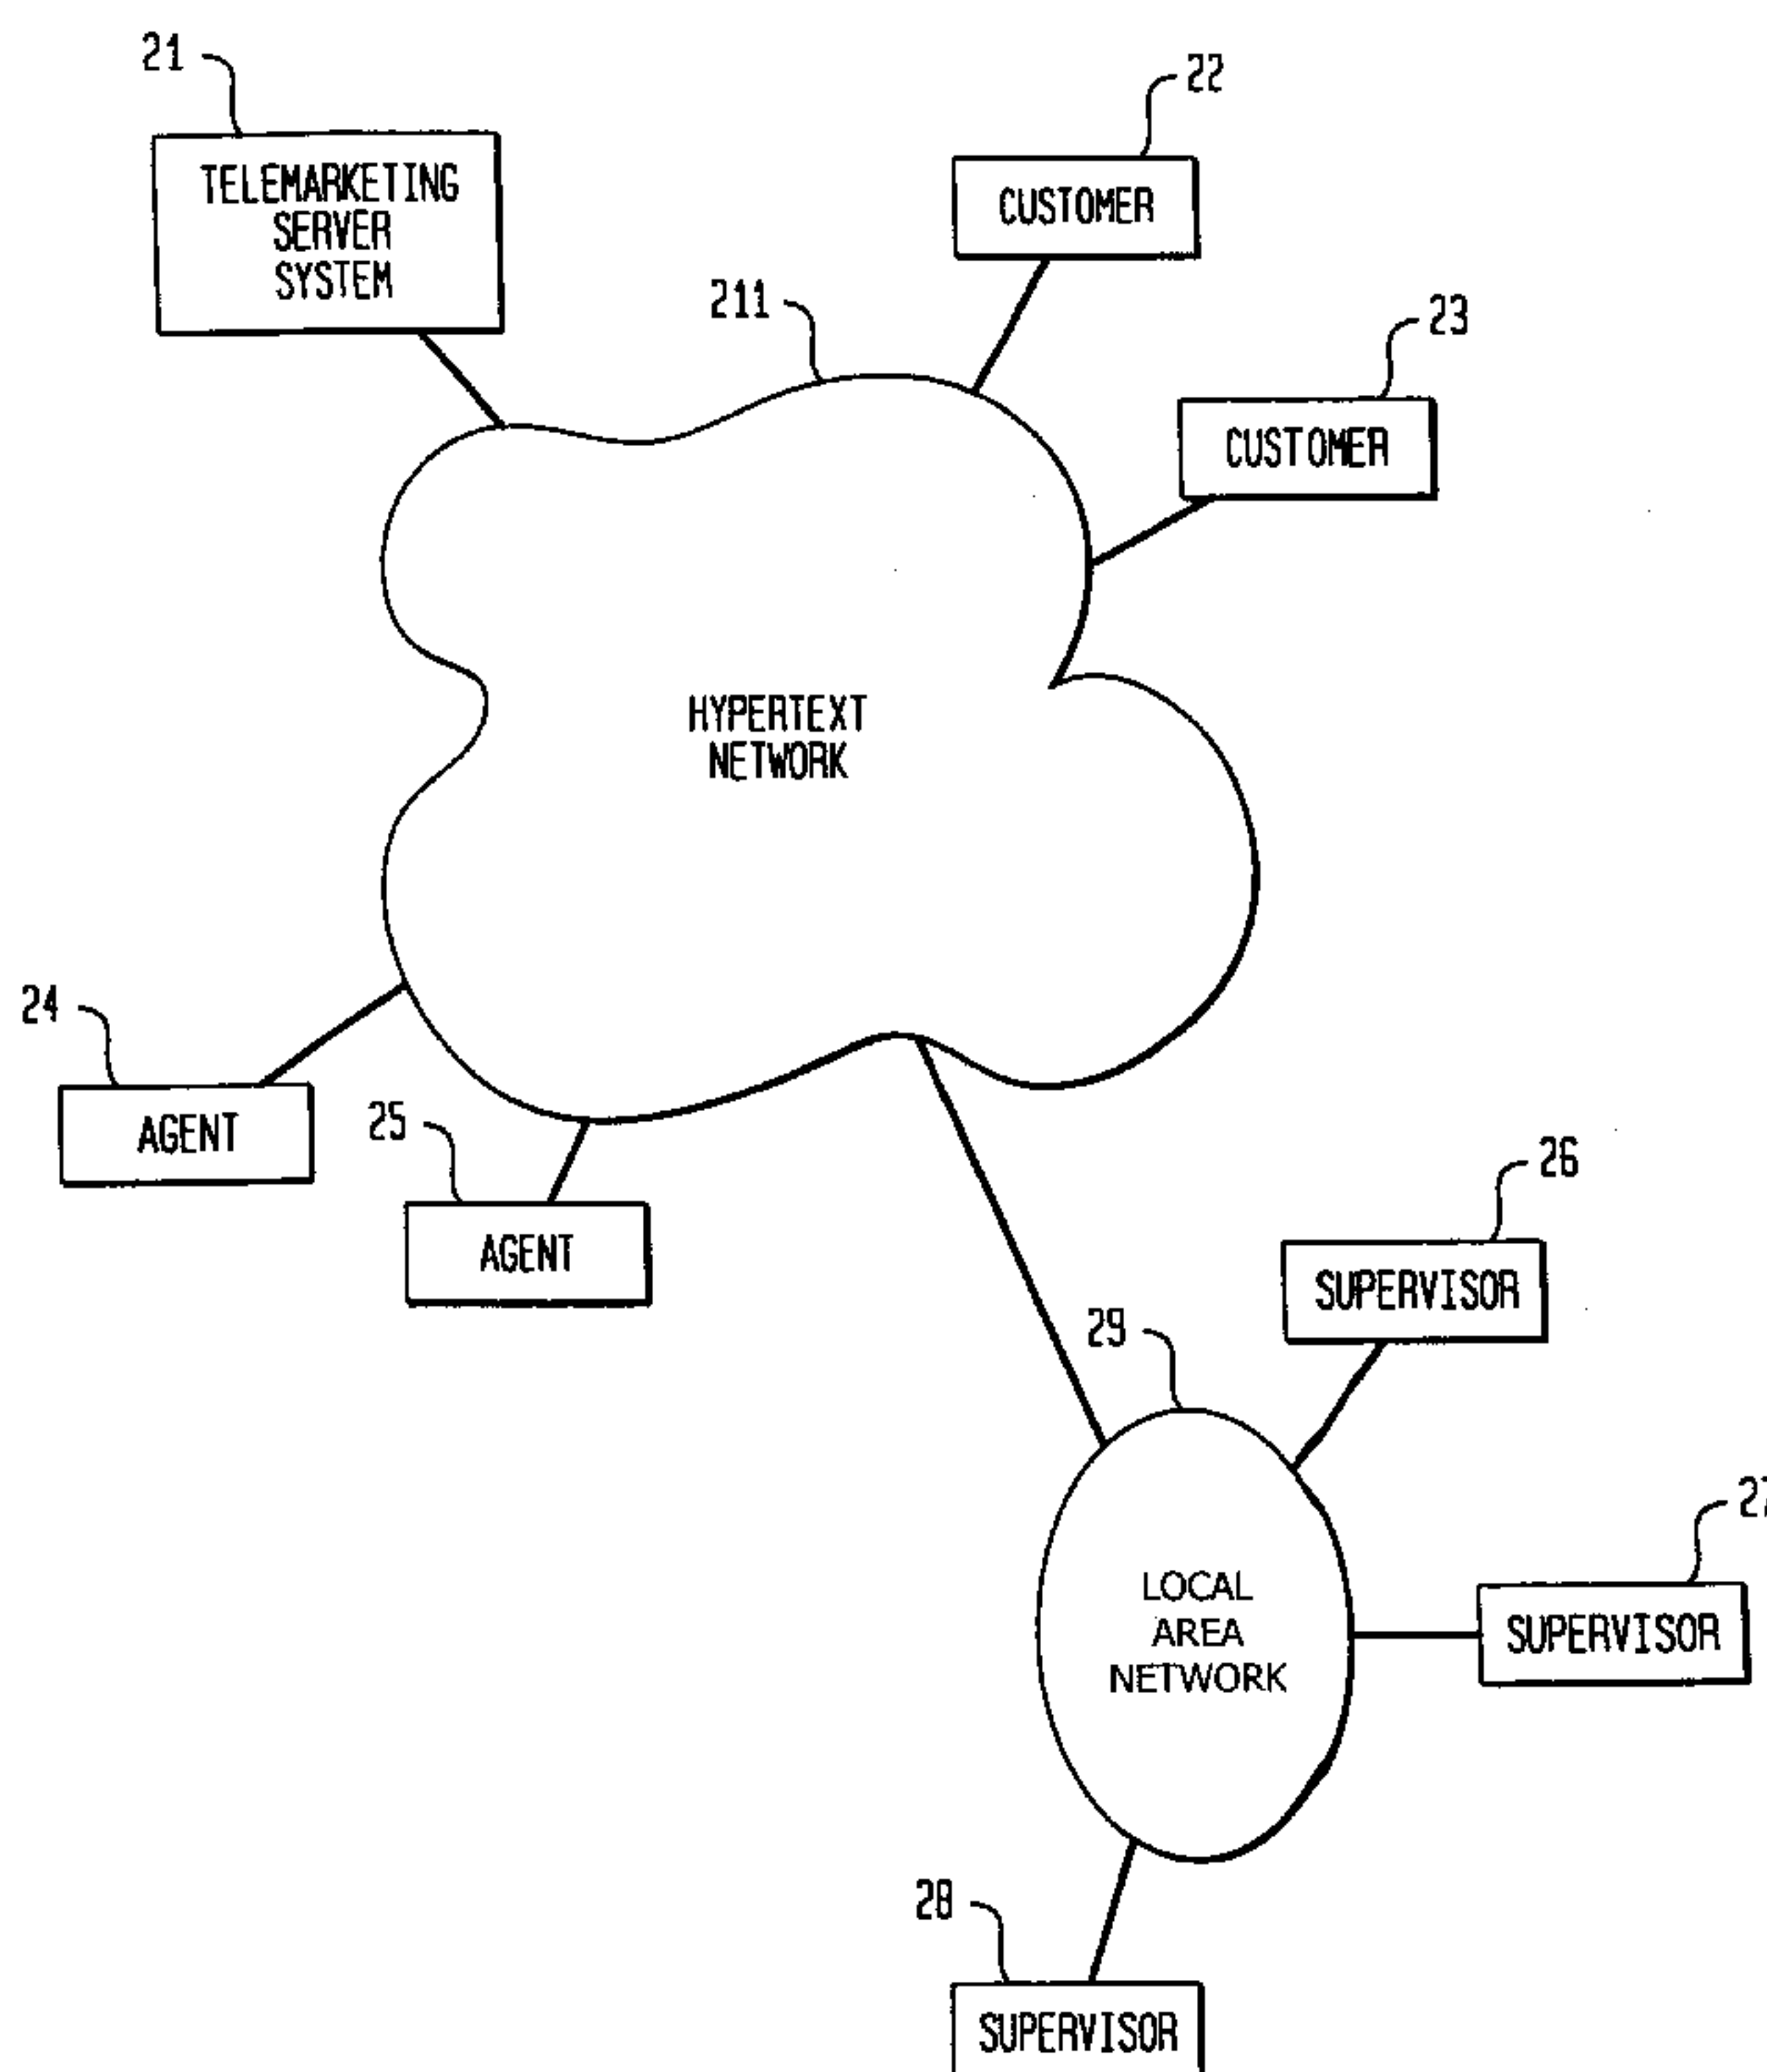 21
TELEMARKETING
SERVER
SYSTEM
22
CUSTOMER
211
23
CUSTOMER
HYPERTEXT
NETWORK
24
AGENT
25
AGENT
26
SUPERVISOR
29
LOCAL
AREA
NETWORK
27
SUPERVISOR
28
SUPERVISOR